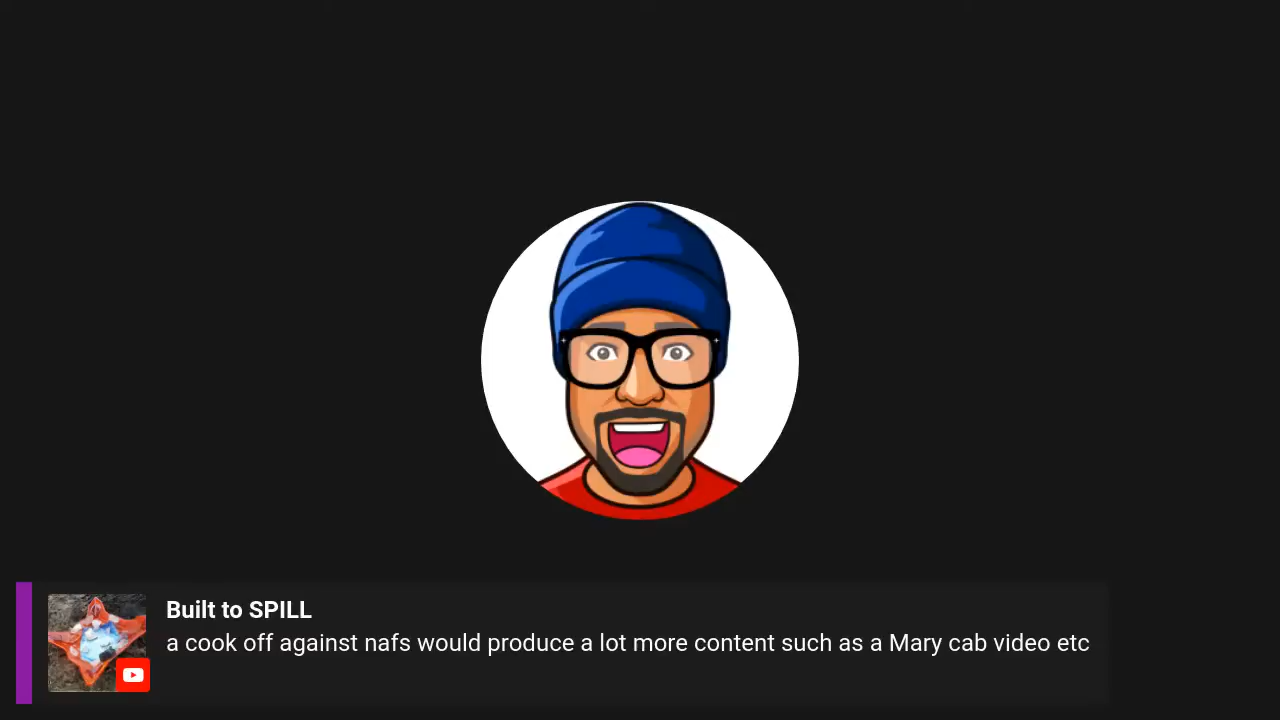 Built to SPILL
a cook off against nafs would produce a lot more content such as a Mary cab video etc